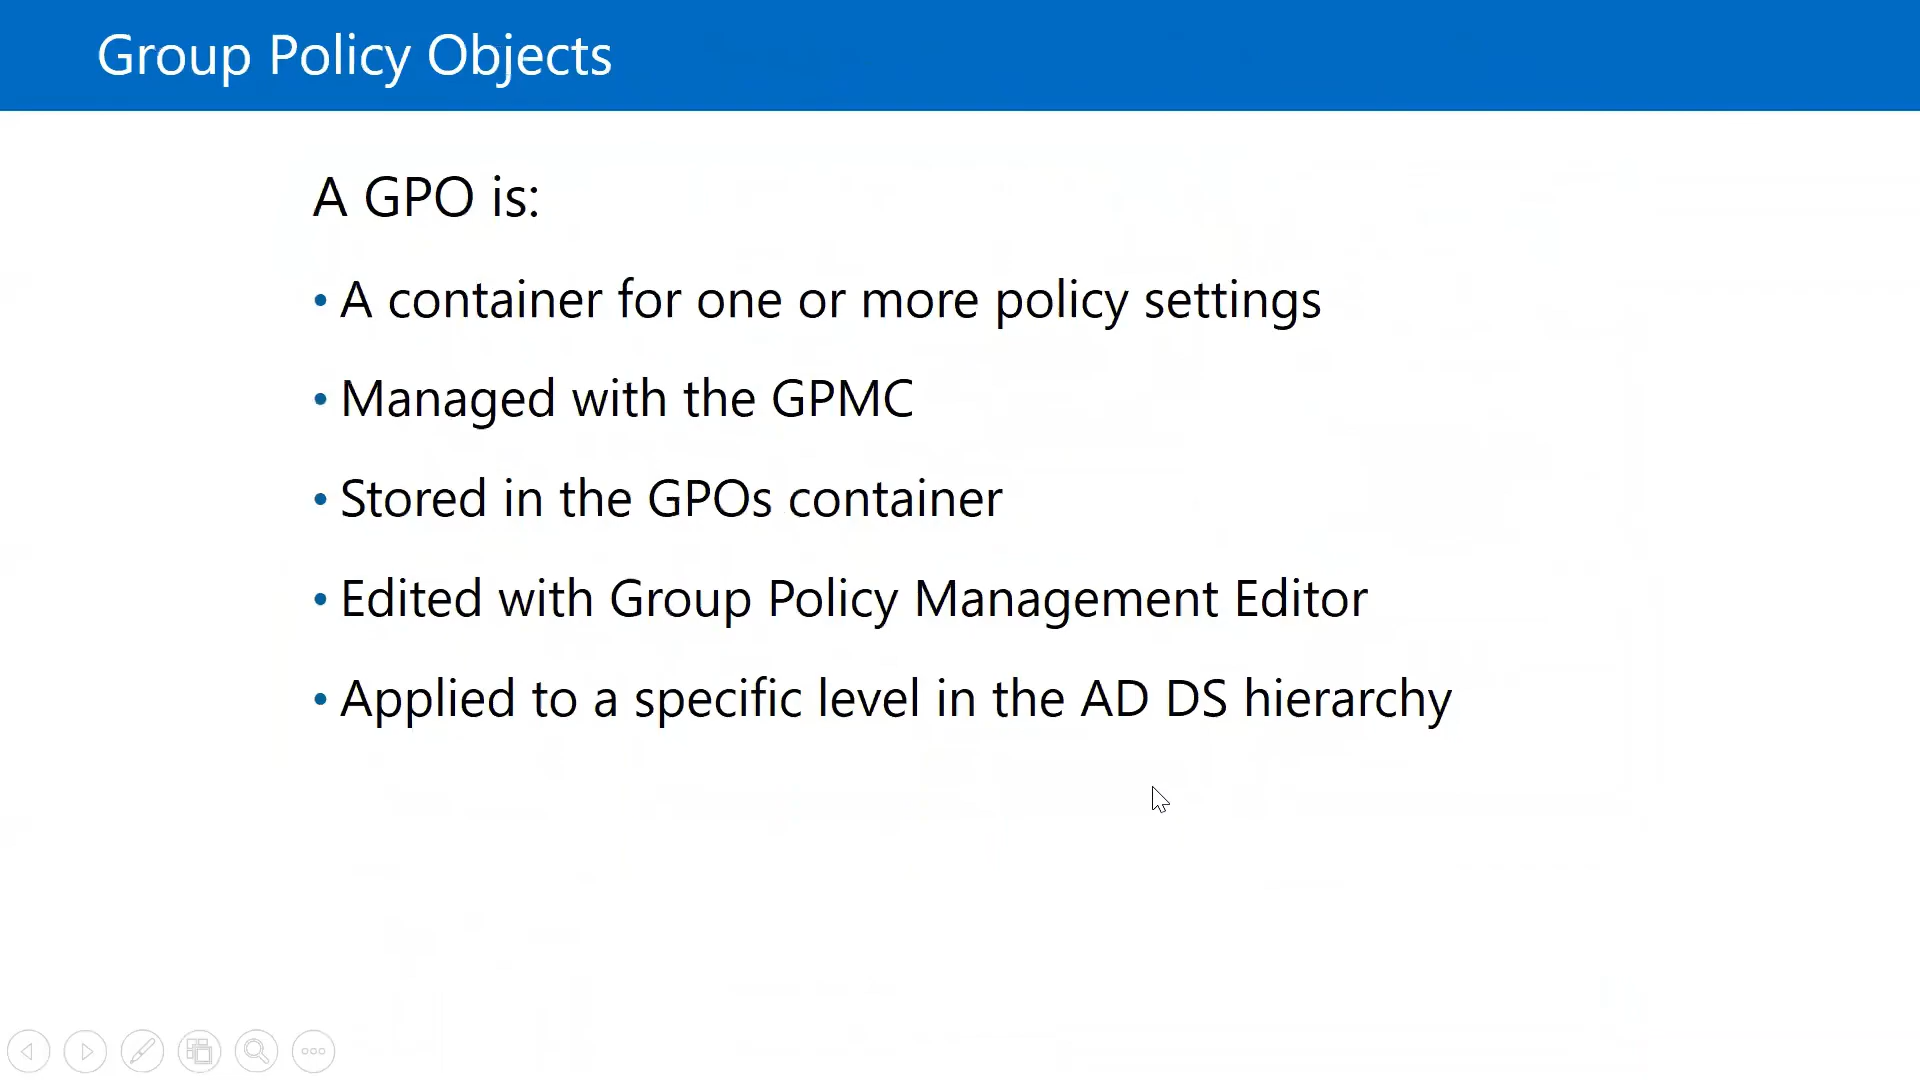 Group Policy Objects
A GPO is:
• A container for one or more policy settings
• Managed with the GPMC
• Stored in the GPOs container
• Edited with Group Policy Management Editor
• Applied to a specific level in the AD DS hierarchy